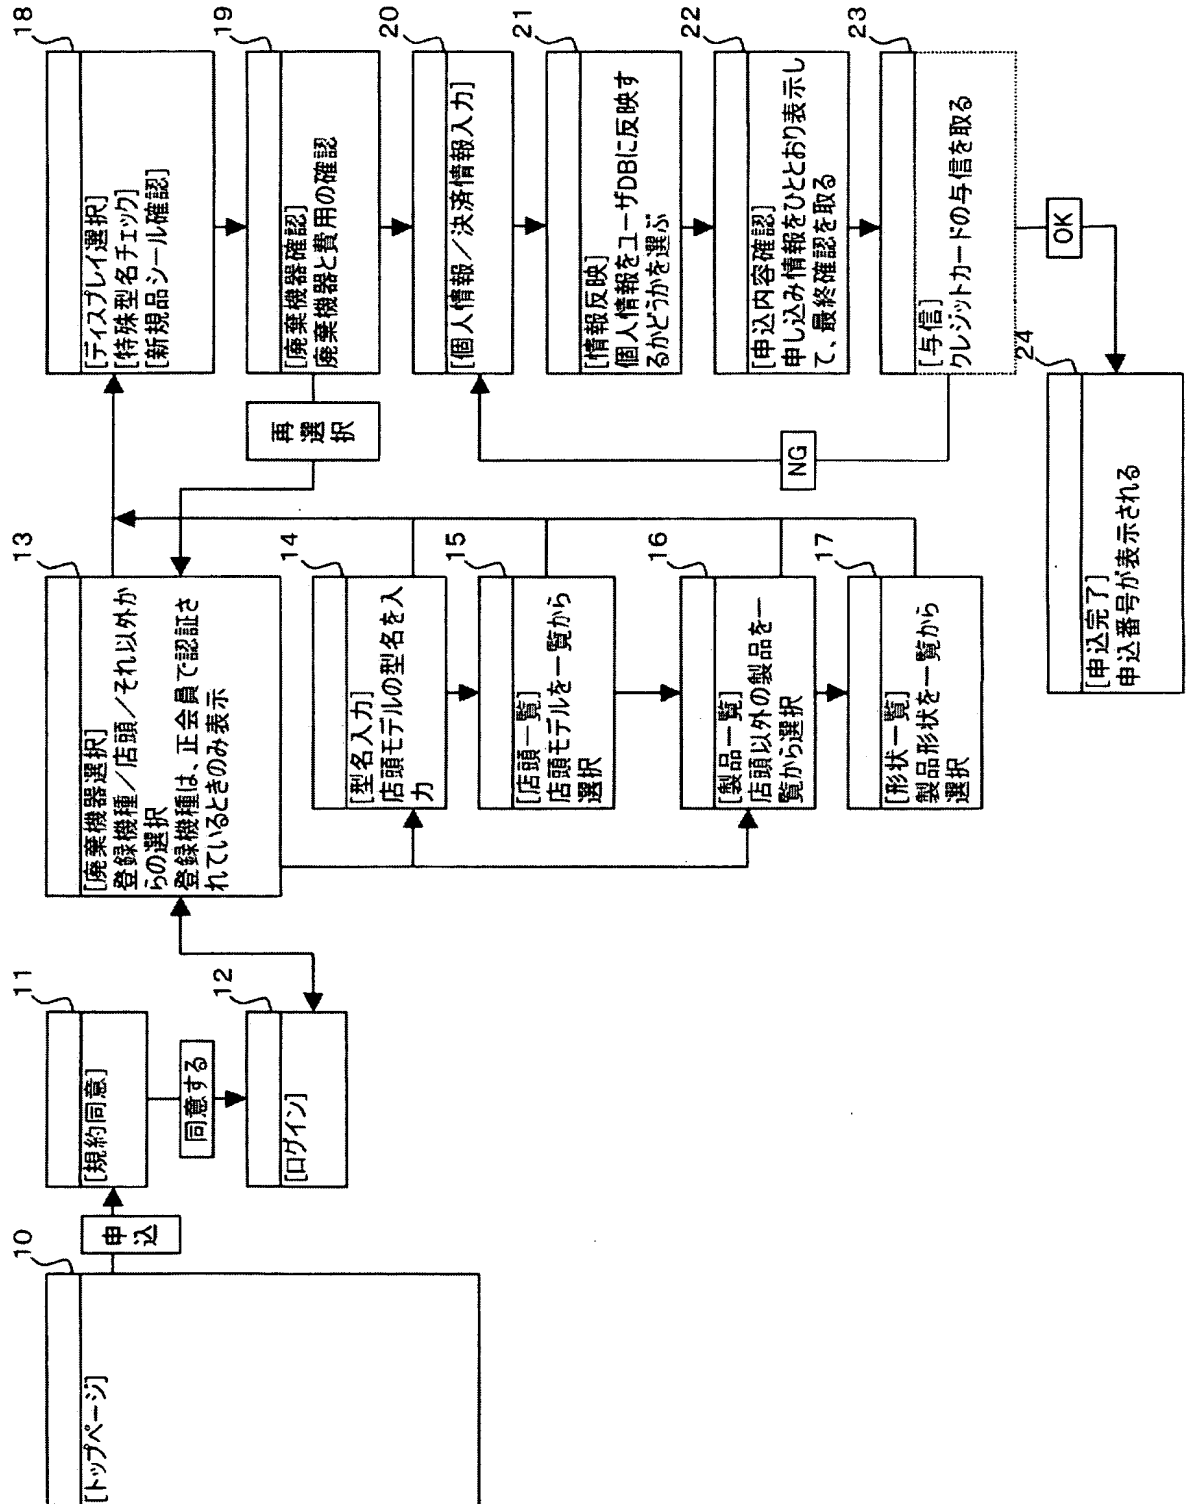 10
[トップページ]
申
込
11
[規約同意]
同意する
12
[ログイン]
13
[廃棄機器選択]
登録機種／店頭／それ以外か
らの選択
登録機種は、正会員で認証さ
れているときのみ表示
14
[型名入力]
店頭モデルの型名を入
力
15
[店頭一覧]
店頭モデルを一覧から
選択
16
[製品一覧]
店頭以外の製品を一
覧から選択
17
[形状一覧]
製品形状を一覧から
選択
18
[ディスプレイ選択]
[特殊型名チェック]
[新規品シール確認]
19
[廃棄機器確認]
廃棄機器と費用の確認
再
選
択
20
[個人情報／決済情報入力]
21
[情報反映]
個人情報をユーザDBに反映す
るかどうかを選ぶ
22
[申込内容確認]
申し込み情報をひととおり表示し
て、最終確認を取る
23
[与信]
クレジットカードの与信を取る
NG
OK
24
[申込完了]
申込番号が表示される